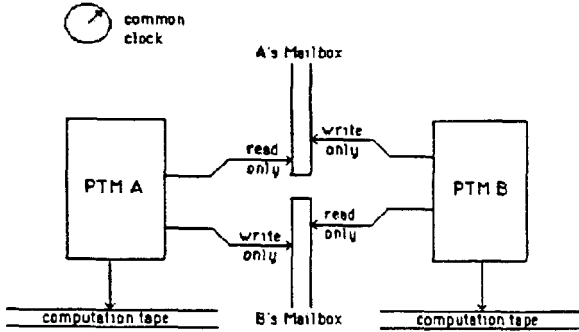 common
clock
A's Mailbox
write
only
read
only
PTM A
PTM B
read
only
write
only
computation tape
B's Mailbox
computation tape